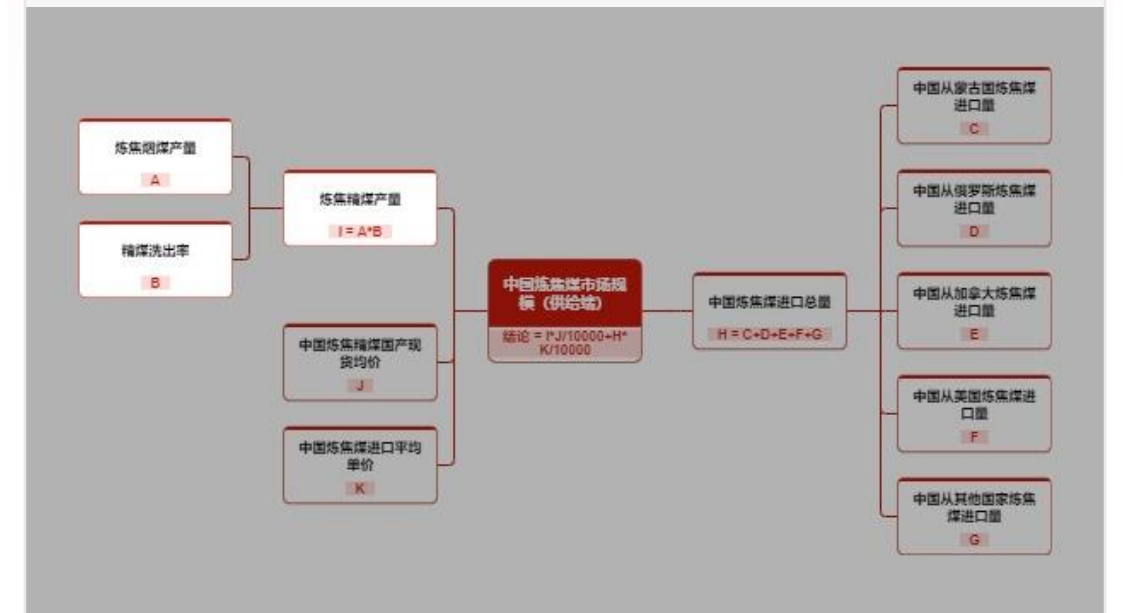 炼焦烟煤产量
A
精煤洗出率
B
炼焦精煤产量
I = A*B
中国炼焦精煤国产现
货均价
J
中国炼焦煤进口平均
单价
K
中国炼焦煤市场规
模（供给端）
结论 = I*J/10000+H*
K/10000
中国炼焦煤进口总量
H = C+D+E+F+G
中国从蒙古国炼焦煤
进口量
C
中国从俄罗斯炼焦煤
进口量
D
中国从加拿大炼焦煤
进口量
E
中国从美国炼焦煤进
口量
F
中国从其他国家炼焦
煤进口量
G